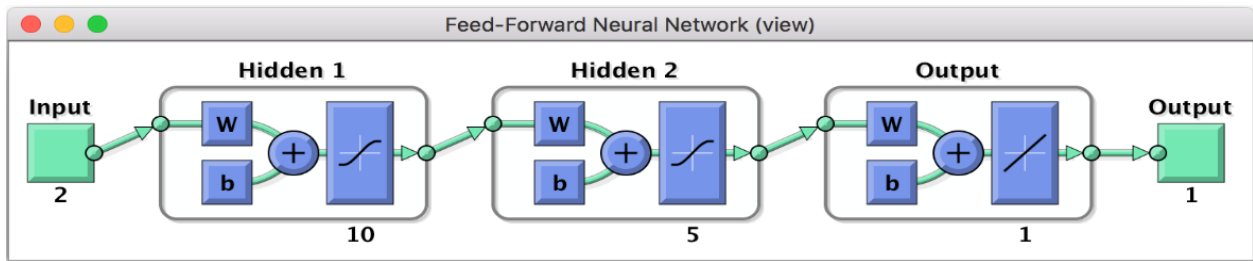 Feed-Forward Neural Network (view)
Hidden 1
Hidden 2
Output
Input
Output
W
b
+
W
b
+
W
b
+
2
10
5
1
1